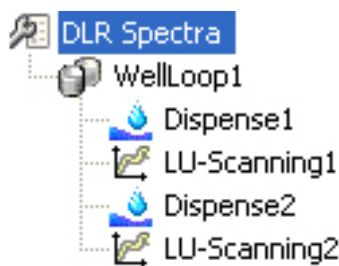 DLR Spectra
WellLoop1
Dispense1
LU-Scanning1
Dispense2
LU-Scanning2